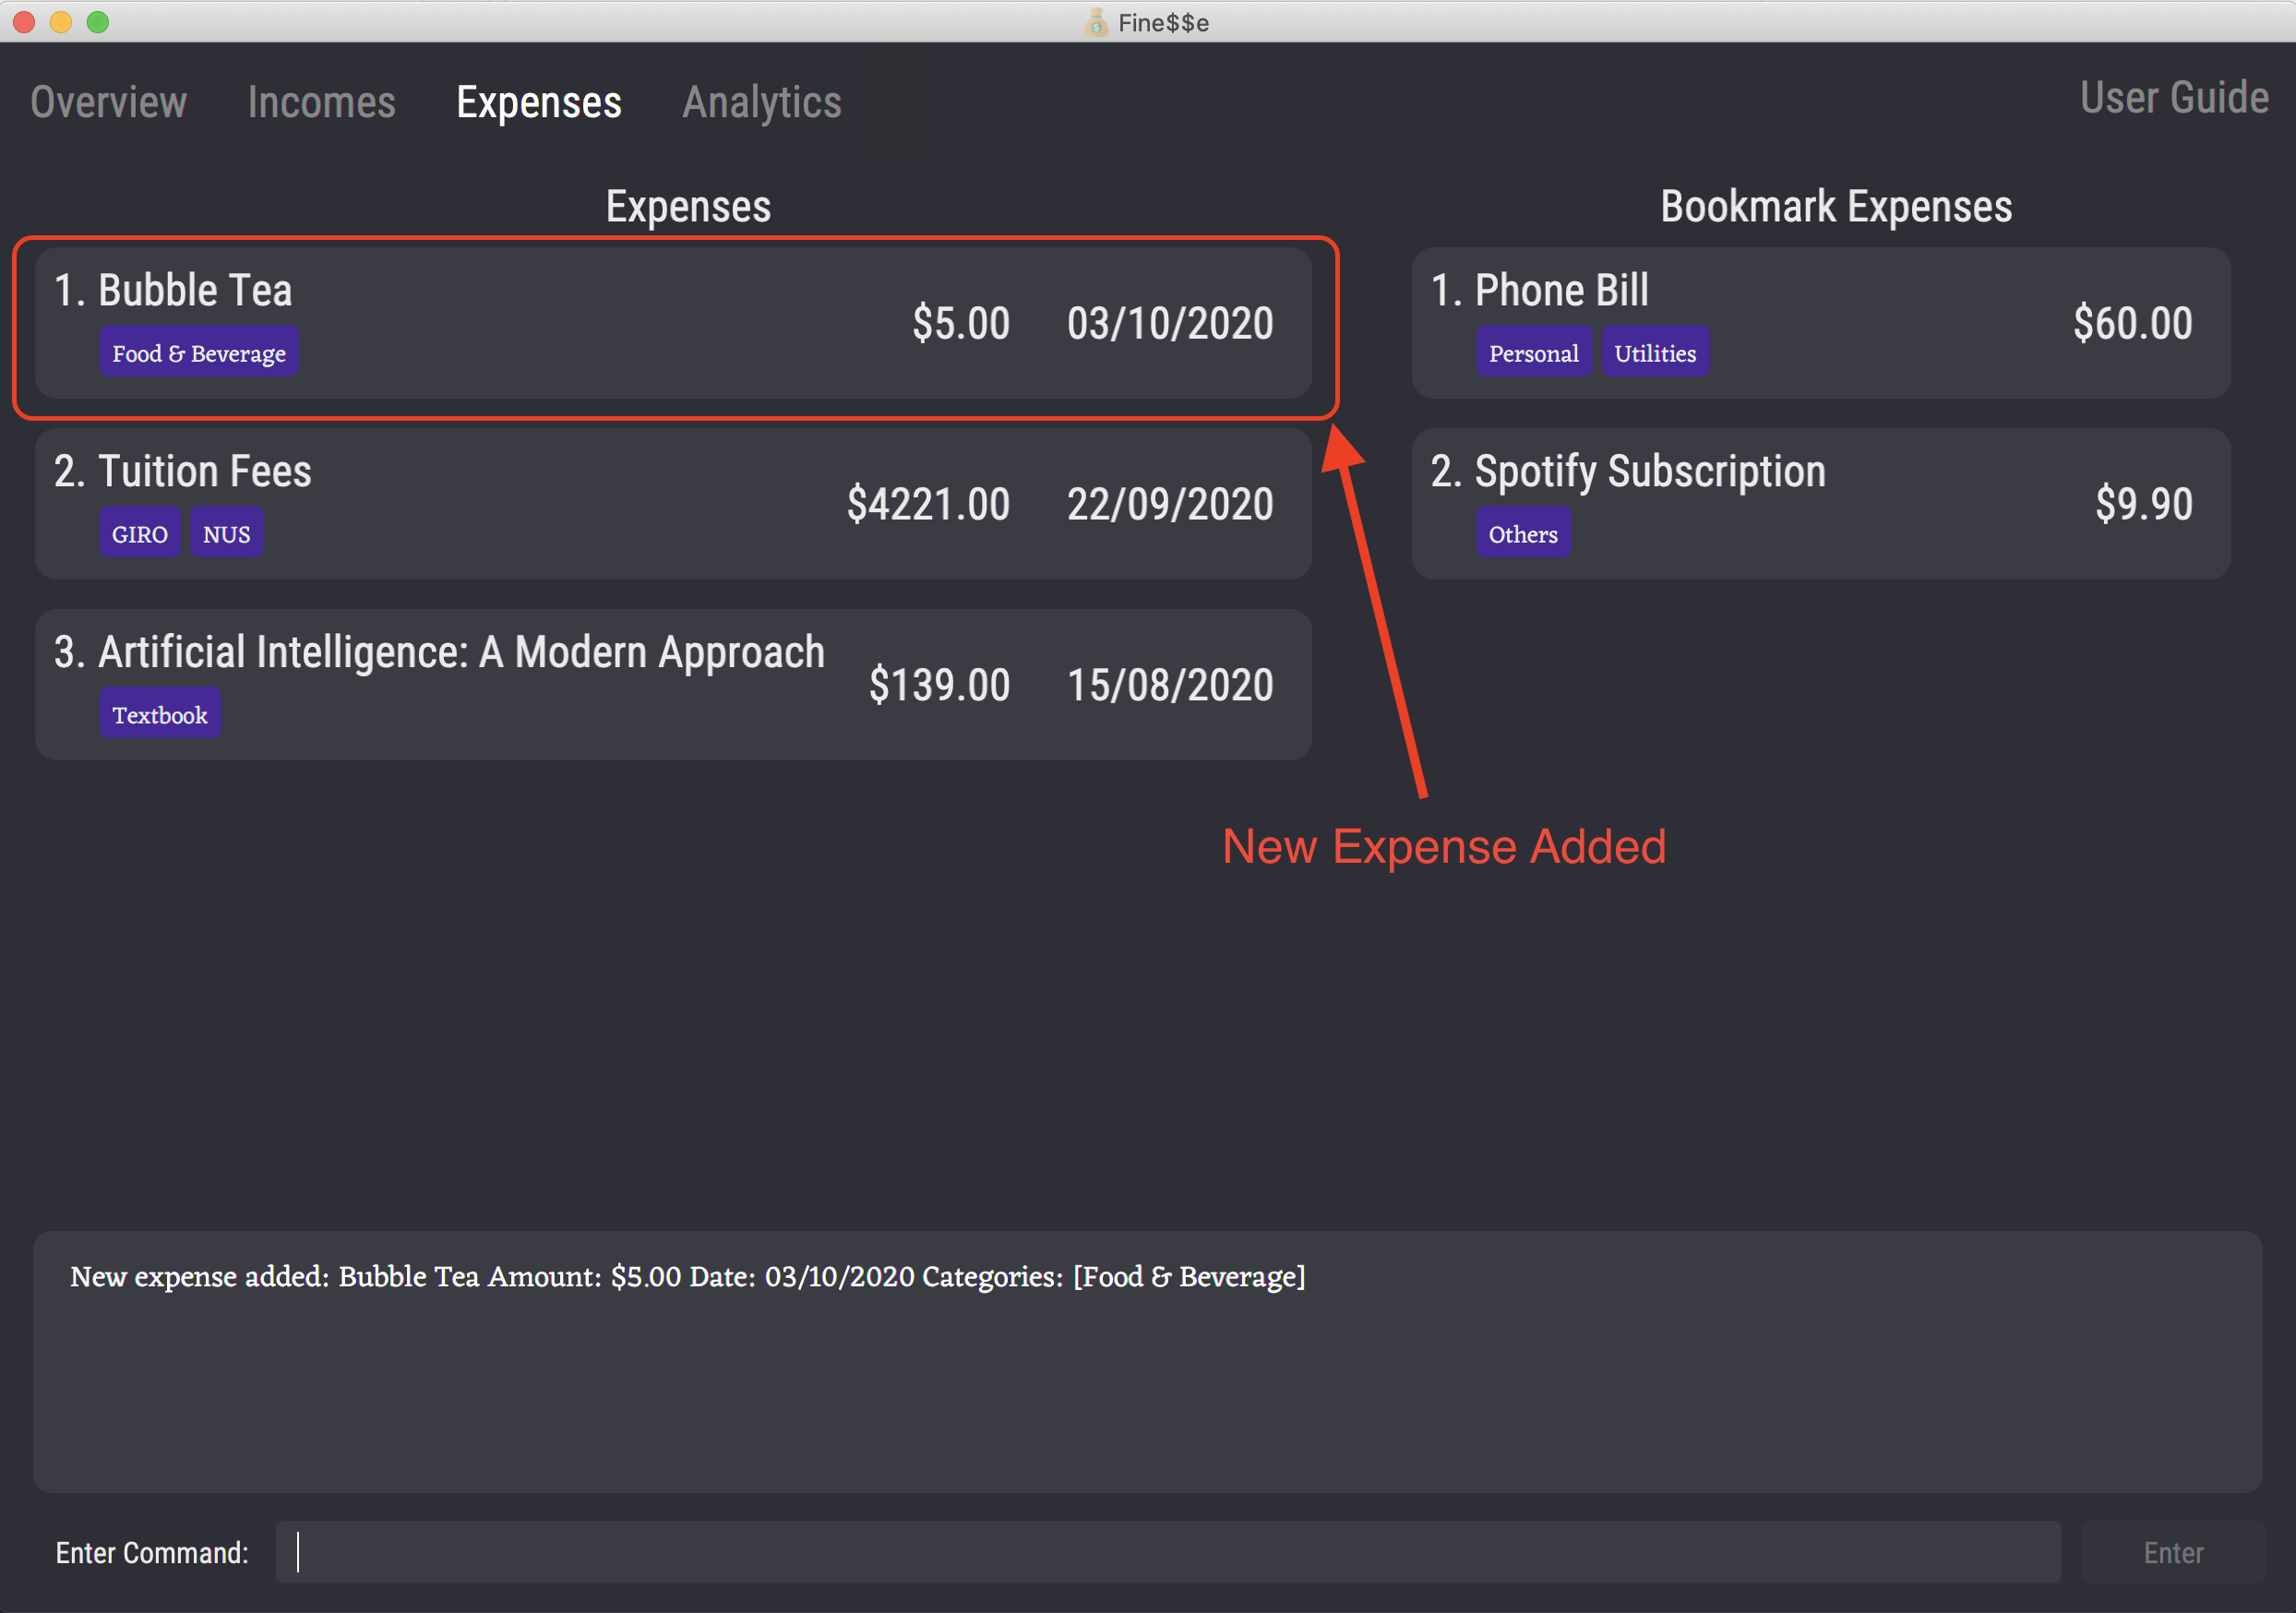 Fine$$e
Overview Incomes Expenses Analytics User Guide
Expenses
1. Bubble Tea
Food & Beverage
$5.00 03/10/2020
2. Tuition Fees
GIRO NUS
$4221.00 22/09/2020
3. Artificial Intelligence: A Modern Approach
Textbook
$139.00 15/08/2020
Bookmark Expenses
1. Phone Bill
Personal Utilities
$60.00
2. Spotify Subscription
Others
$9.90
New Expense Added
New expense added: Bubble Tea Amount: $5.00 Date: 03/10/2020 Categories: [Food & Beverage]
Enter Command:
Enter